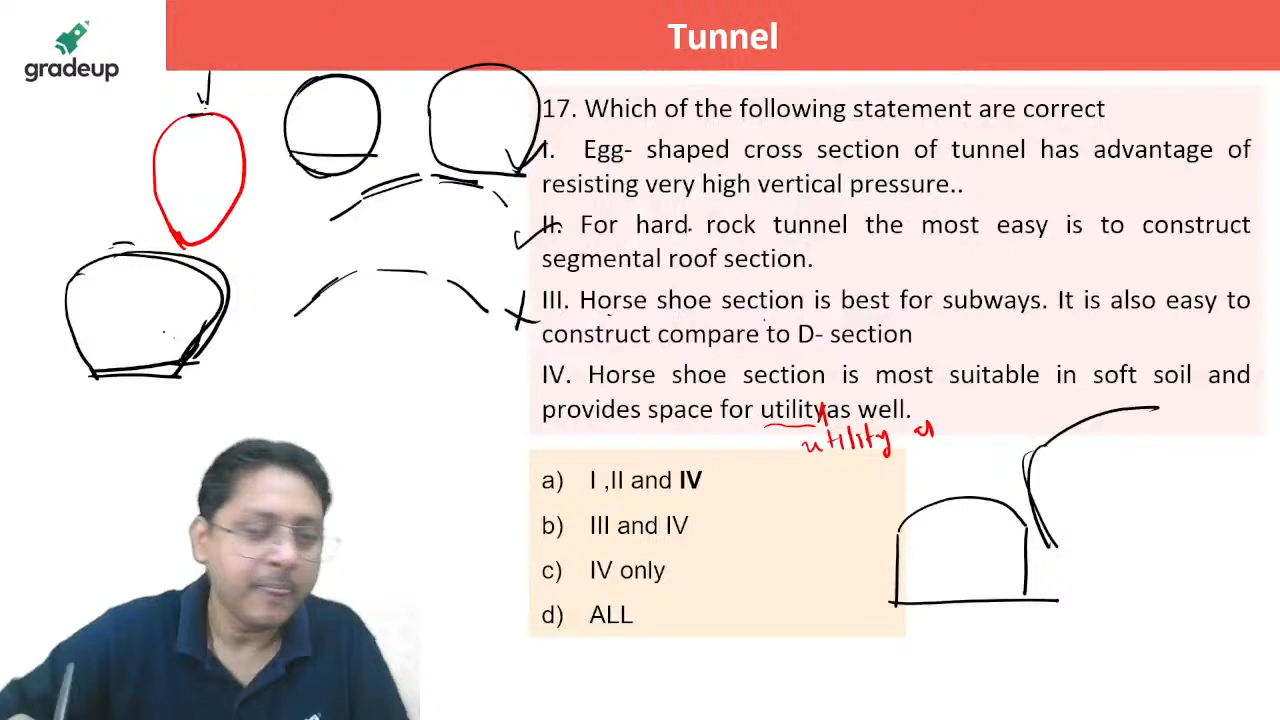 Tunnel
gradeup
17. Which of the following statement are correct
I. Egg- shaped cross section of tunnel has advantage of
resisting very high vertical pressure..
II. For hard rock tunnel the most easy is to construct
segmental roof section.
III. Horse shoe section is best for subways. It is also easy to
construct compare to D- section
IV. Horse shoe section is most suitable in soft soil and
provides space for utility as well.
utility
a) I ,II and IV
b) III and IV
c) IV only
d) ALL